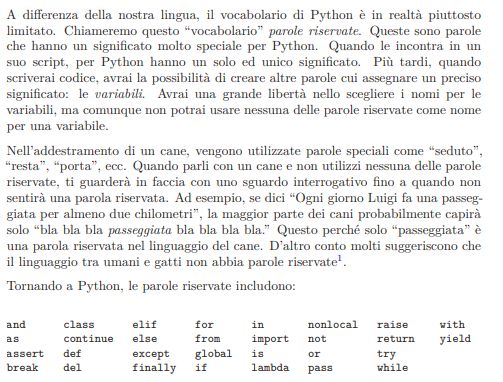 A differenza della nostra lingua, il vocabolario di Python è in realtà piuttosto
limitato. Chiameremo questo “vocabolario” parole riservate. Queste sono parole
che hanno un significato molto speciale per Python. Quando le incontra in un
suo script, per Python hanno un solo ed unico significato. Più tardi, quando
scriverai codice, avrai la possibilità di creare altre parole cui assegnare un preciso
significato: le variabili. Avrai una grande libertà nello scegliere i nomi per le
variabili, ma comunque non potrai usare nessuna delle parole riservate come nome
per una variabile.
Nell’addestramento di un cane, vengono utilizzate parole speciali come “seduto”,
“resta”, “porta”, ecc. Quando parli con un cane e non utilizzi nessuna delle parole
riservate, ti guarderà in faccia con uno sguardo interrogativo fino a quando non
sentirà una parola riservata. Ad esempio, se dici “Ogni giorno Luigi fa una passeg-
giata per almeno due chilometri”, la maggior parte dei cani probabilmente capirà
solo “bla bla bla passeggiata bla bla bla bla.” Questo perché solo “passeggiata” è
una parola riservata nel linguaggio del cane. D’altro conto molti suggeriscono che
il linguaggio tra umani e gatti non abbia parole riservate¹.
Tornando a Python, le parole riservate includono:
and class elif for in nonlocal raise with
as continue else from import not return yield
assert def except global is or try
break del finally if lambda pass while